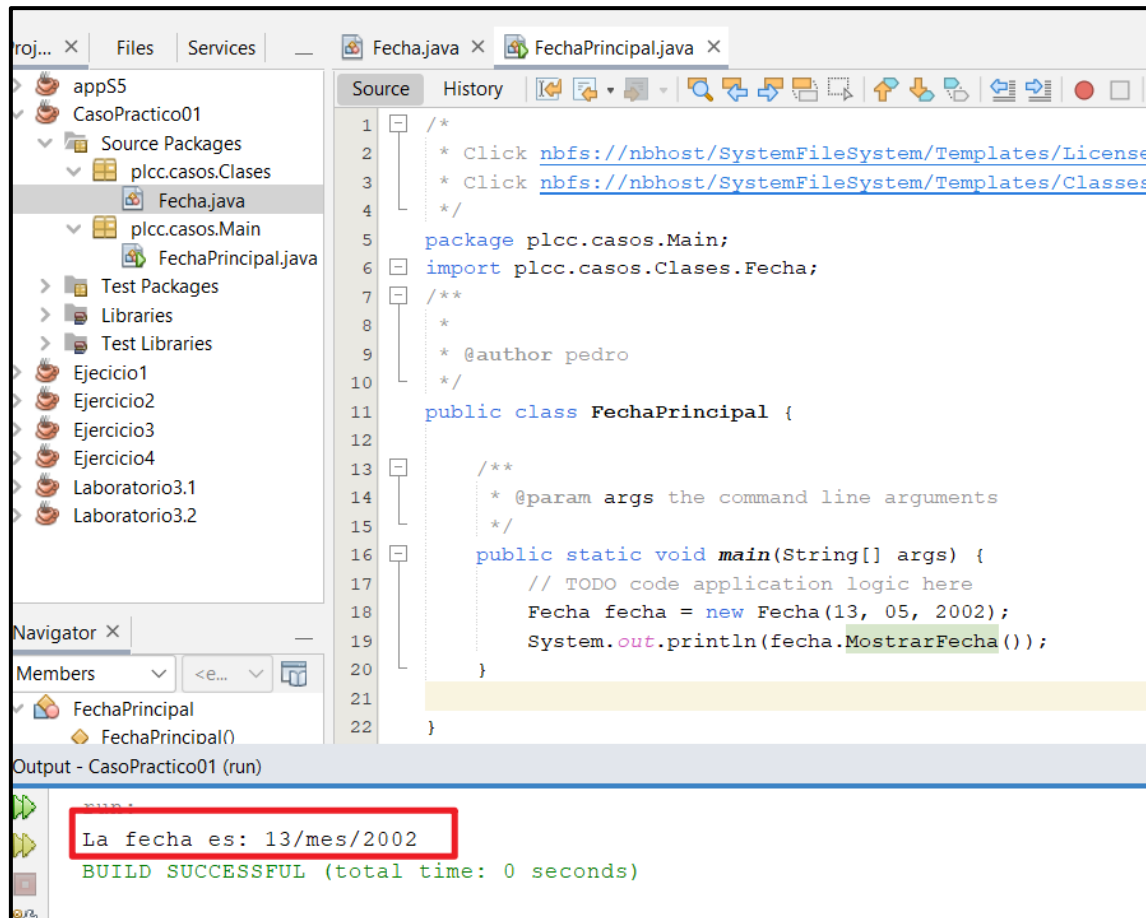 Files
Services
appS5
CasoPractico01
Source Packages
plcc.casos.Clases
Fecha.java
plcc.casos.Main
FechaPrincipal.java
Test Packages
Libraries
Test Libraries
Ejecicio1
Ejercicio2
Ejercicio3
Ejercicio4
Laboratorio3.1
Laboratorio3.2
Navigator
Members
<e...
FechaPrincipal
FechaPrincipal()
Fecha.java
FechaPrincipal.java
Source
History
1 /*
2 * Click nbfs://nbhost/SystemFileSystem/Templates/License
3 * Click nbfs://nbhost/SystemFileSystem/Templates/Classes
4 */
5 package plcc.casos.Main;
6 import plcc.casos.Clases.Fecha;
7 /**
8 *
9 * @author pedro
10 */
11 public class FechaPrincipal {
12
13 /**
14 * @param args the command line arguments
15 */
16 public static void main(String[] args) {
17 // TODO code application logic here
18 Fecha fecha = new Fecha(13, 05, 2002);
19 System.out.println(fecha.MostrarFecha());
20 }
21
22 }
Output - CasoPractico01 (run)
run:
La fecha es: 13/mes/2002
BUILD SUCCESSFUL (total time: 0 seconds)